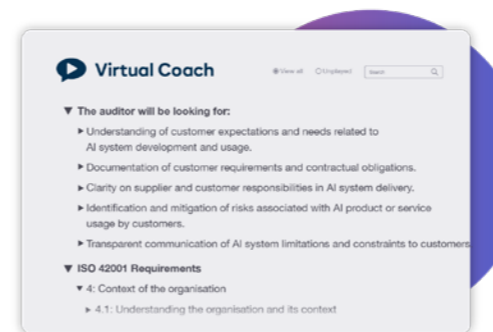 Virtual Coach
View all
Unplayed
Search
The auditor will be looking for:
Understanding of customer expectations and needs related to
AI system development and usage.
Documentation of customer requirements and contractual obligations.
Clarity on supplier and customer responsibilities in AI system delivery.
Identification and mitigation of risks associated with AI product or service
usage by customers.
Transparent communication of AI system limitations and constraints to customers
ISO 42001 Requirements
4: Context of the organisation
4.1: Understanding the organisation and its context